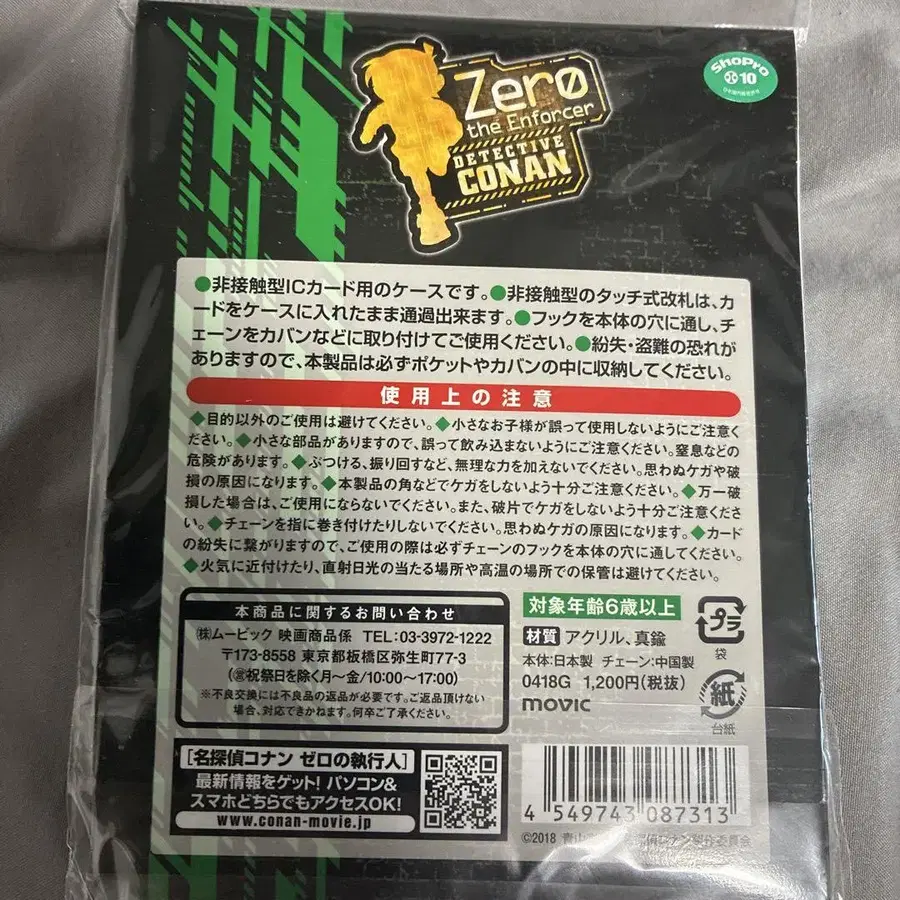 Zerø
the Enforcer
DETECTIVE
CONAN
ShoPro
10
●非接触型ICカード用のケースです。●非接触型のタッチ式改札は、カ
ードをケースに入れたまま通過出来ます。●フックを本体の穴に通し、チ
ェーンをカバンなどに取り付けてご使用ください。●紛失・盗難の恐れが
ありますので、本製品は必ずポケットやカバンの中に収納してください。
使用上の注意
◆目的以外のご使用は避けてください。◆小さなお子様が誤って使用しないようにご注意く
ださい。◆小さな部品がありますので、誤って飲み込まないようにご注意ください。窒息などの
危険があります。◆ぶつける、振り回すなど、無理な力を加えないでください。思わぬケガや破
損の原因になります。◆本製品の角などでケガをしないよう十分ご注意ください。◆万一破
損した場合は、ご使用にならないでください。また、破片でケガをしないよう十分ご注意くださ
い。◆チェーンを指に巻き付けたりしないでください。思わぬケガの原因になります。◆カード
の紛失に繋がりますので、ご使用の際は必ずチェーンのフックを本体の穴に通してください。
◆火気に近付けたり、直射日光の当たる場所や高温の場所での保管は避けてください。
本商品に関するお問い合わせ
㈱ムービック 映画商品係 TEL:03-3972-1222
〒173-8558 東京都板橋区弥生町77-3
(祝祭日を除く月～金/10:00～17:00)
※不良交換には不良品の返品が必要です。ご返品頂けない
場合、対応できかねます。何卒ご了承ください。
対象年齢6歳以上
材質 アクリル、真鍮
本体:日本製 チェーン:中国製
0418G 1,200円(税抜)
movic
プラ
袋
紙
台紙
[名探偵コナン ゼロの執行人]
最新情報をゲット! パソコン&
スマホどちらでもアクセスOK!
www.conan-movie.jp
4 549743 087313
©2018 青山 探偵コナン製作委員会